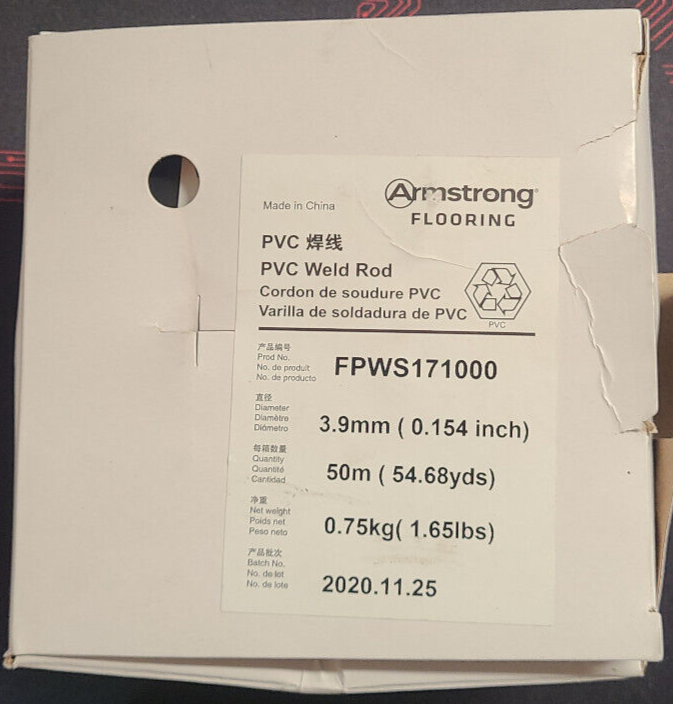 Made in China
Armstrong®
FLOORING
PVC 焊线
PVC Weld Rod
Cordon de soudure PVC
Varilla de soldadura de PVC
PVC
产品编号
Prod No.
No. de produit
No. de producto
FPWS171000
直径
Diameter
Diamètre
Diómetro
3.9mm ( 0.154 inch)
每箱数量
Quantity
Quantité
Cantidad
50m ( 54.68yds)
净重
Net weight
Poids net
Peso neto
0.75kg( 1.65lbs)
产品批次
Batch No.
No. de lot
No. de lote
2020.11.25